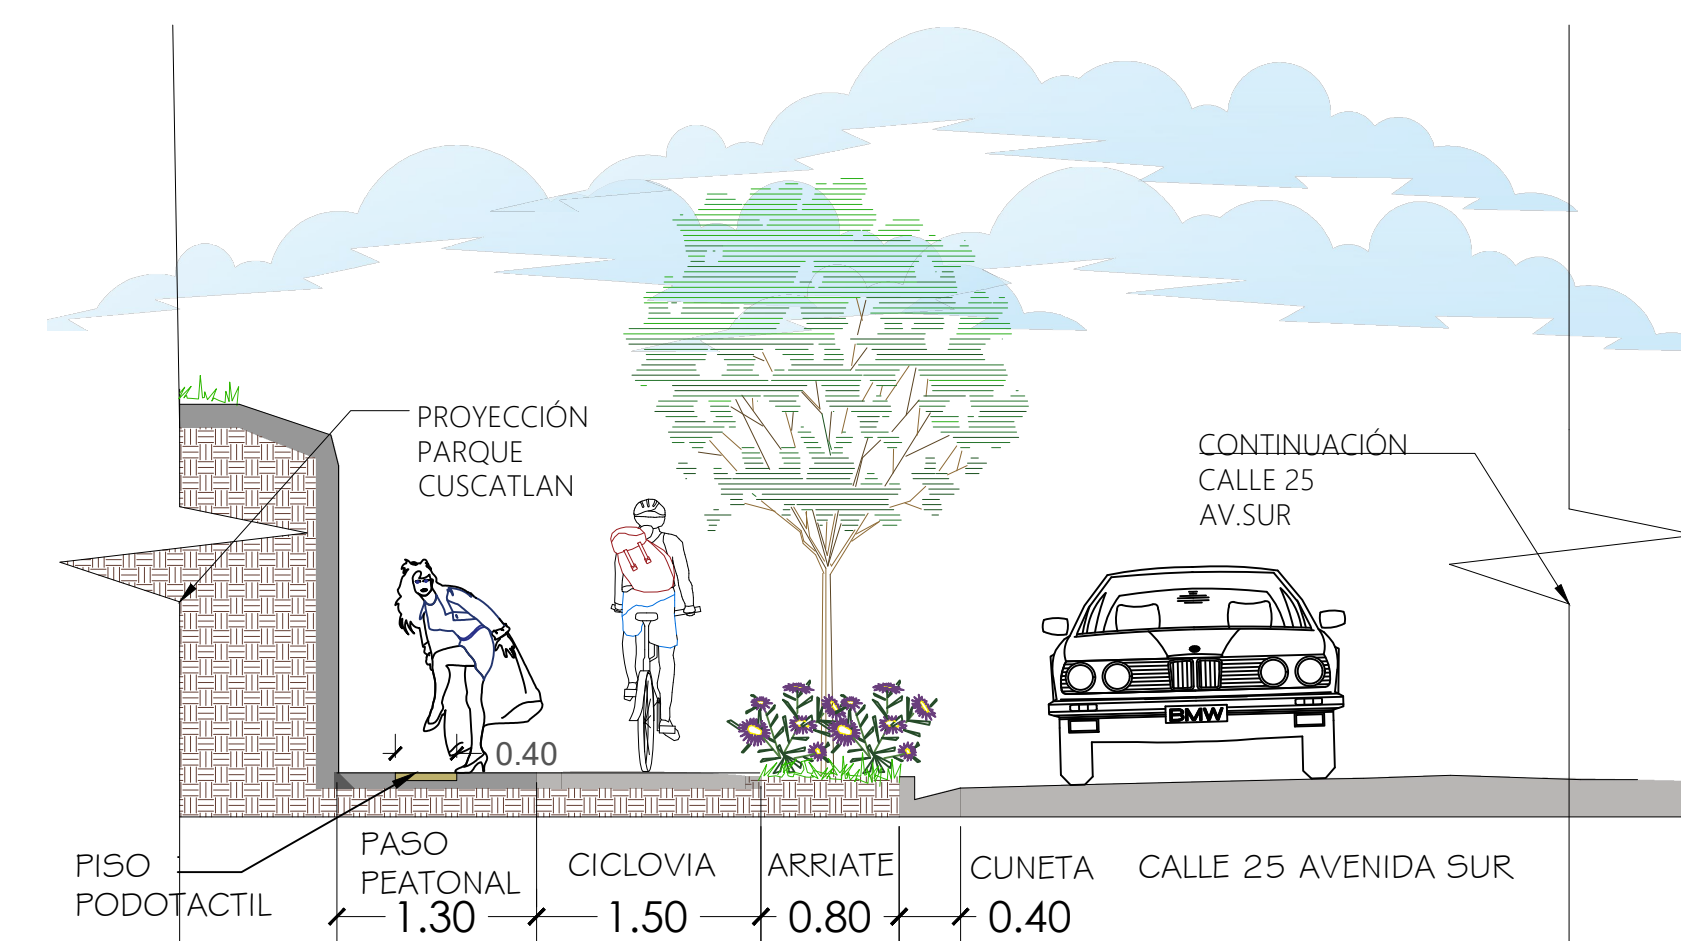 PROYECCIÓN
PARQUE
CUSCATLAN
CONTINUACIÓN
CALLE 25
AV.SUR
BMW
0.40
PISO
PODOTACTIL
PASO
PEATONAL
CICLOVIA
ARRIATE
CUNETA
CALLE 25 AVENIDA SUR
1.30
1.50
0.80
0.40